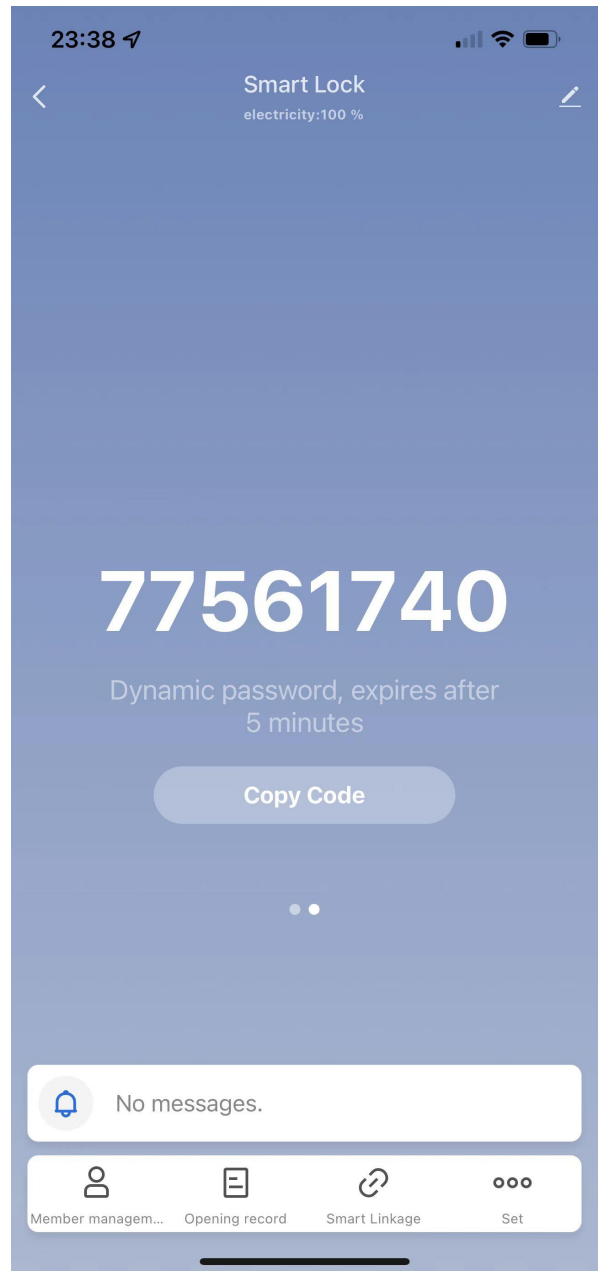 23:38
Smart Lock
electricity:100 %
77561740
Dynamic password, expires after
5 minutes
Copy Code
No messages.
Member managem... Opening record Smart Linkage Set